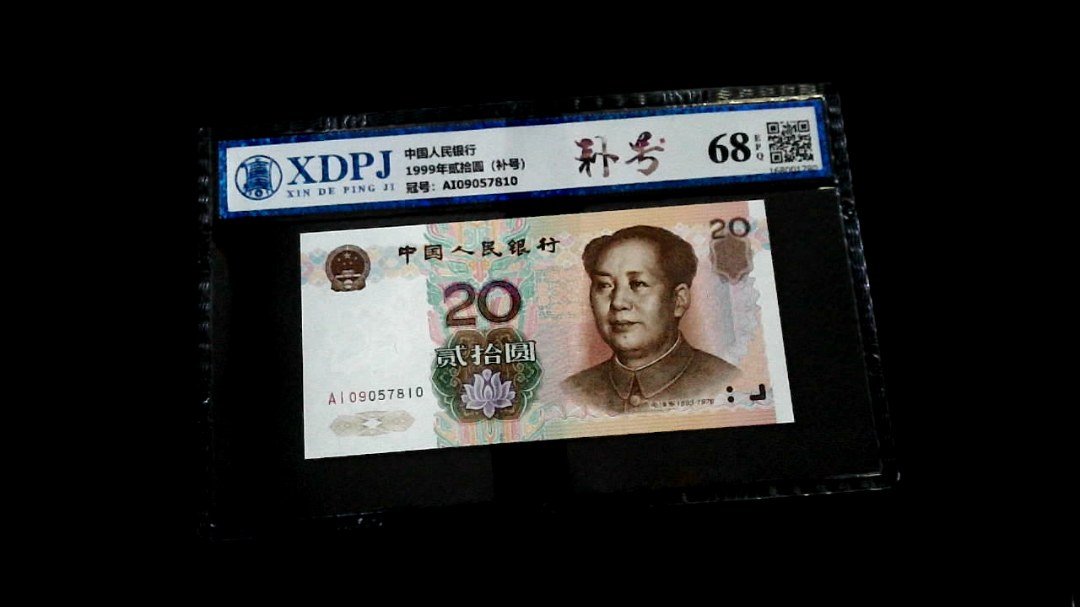 XDPJ
XIN DE PING JI
中国人民银行
1999年贰拾圆（补号）
冠号：AI09057810
补号
68
EPQ
中国人民银行
20
20
贰拾圆
AI09057810